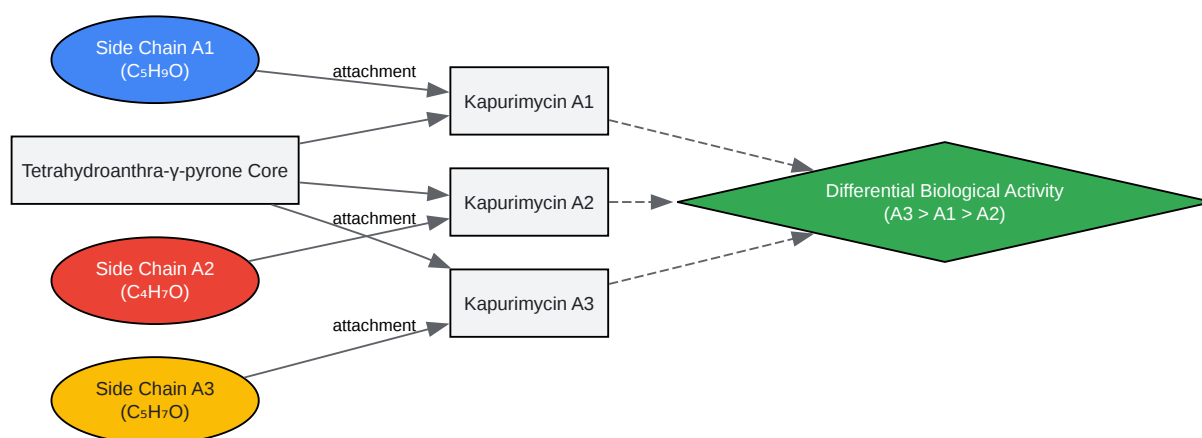 Side Chain A1
(C₅H₉O)
attachment
Kapurimycin A1
Tetrahydroanthra-γ-pyrone Core
Kapurimycin A2
Differential Biological Activity
(A3 > A1 > A2)
attachment
Side Chain A2
(C₄H₇O)
Kapurimycin A3
attachment
Side Chain A3
(C₅H₇O)